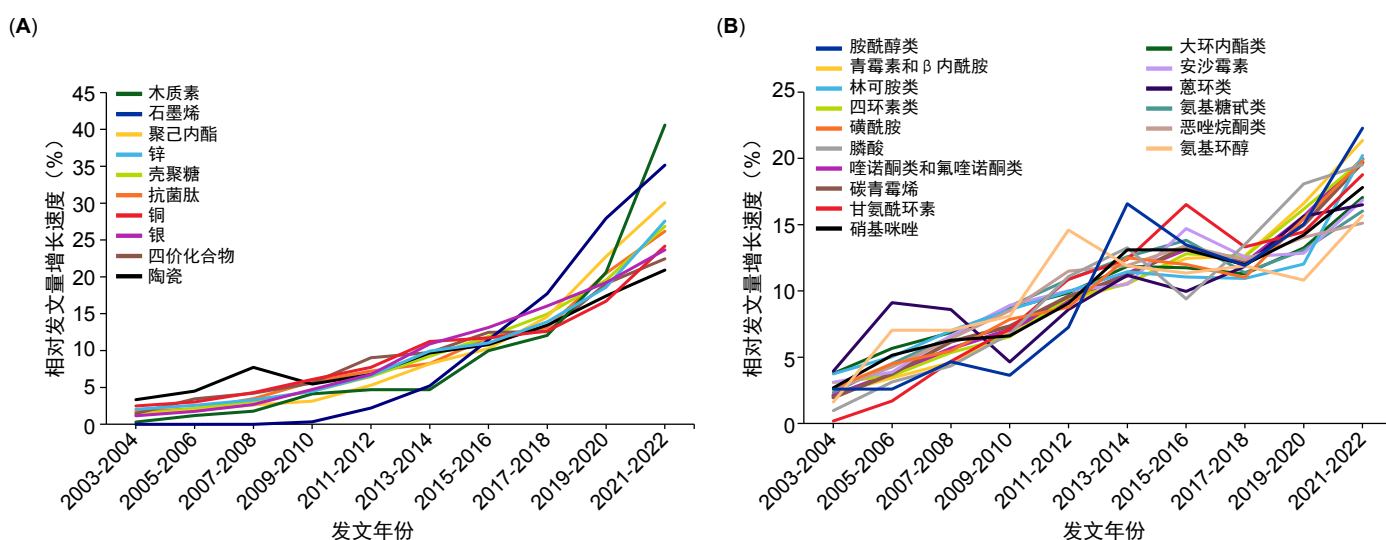 (A)
45
40
35
30
25
20
15
10
5
0
相对发文量增长速度（%）
木质素
石墨烯
聚己内酯
锌
壳聚糖
抗菌肽
铜
银
四价化合物
陶瓷
2003-2004
2005-2006
2007-2008
2009-2010
2011-2012
2013-2014
2015-2016
2017-2018
2019-2020
2021-2022
发文年份
(B)
胺酰醇类
青霉素和β内酰胺
林可胺类
四环素类
磺酰胺
膦酸
喹诺酮类和氟喹诺酮类
碳青霉烯
甘氨酰环素
硝基咪唑
大环内酯类
安沙霉素
蒽环类
氨基糖甙类
恶唑烷酮类
氨基环醇
25
20
15
10
5
0
相对发文量增长速度（%）
2003-2004
2005-2006
2007-2008
2009-2010
2011-2012
2013-2014
2015-2016
2017-2018
2019-2020
2021-2022
发文年份